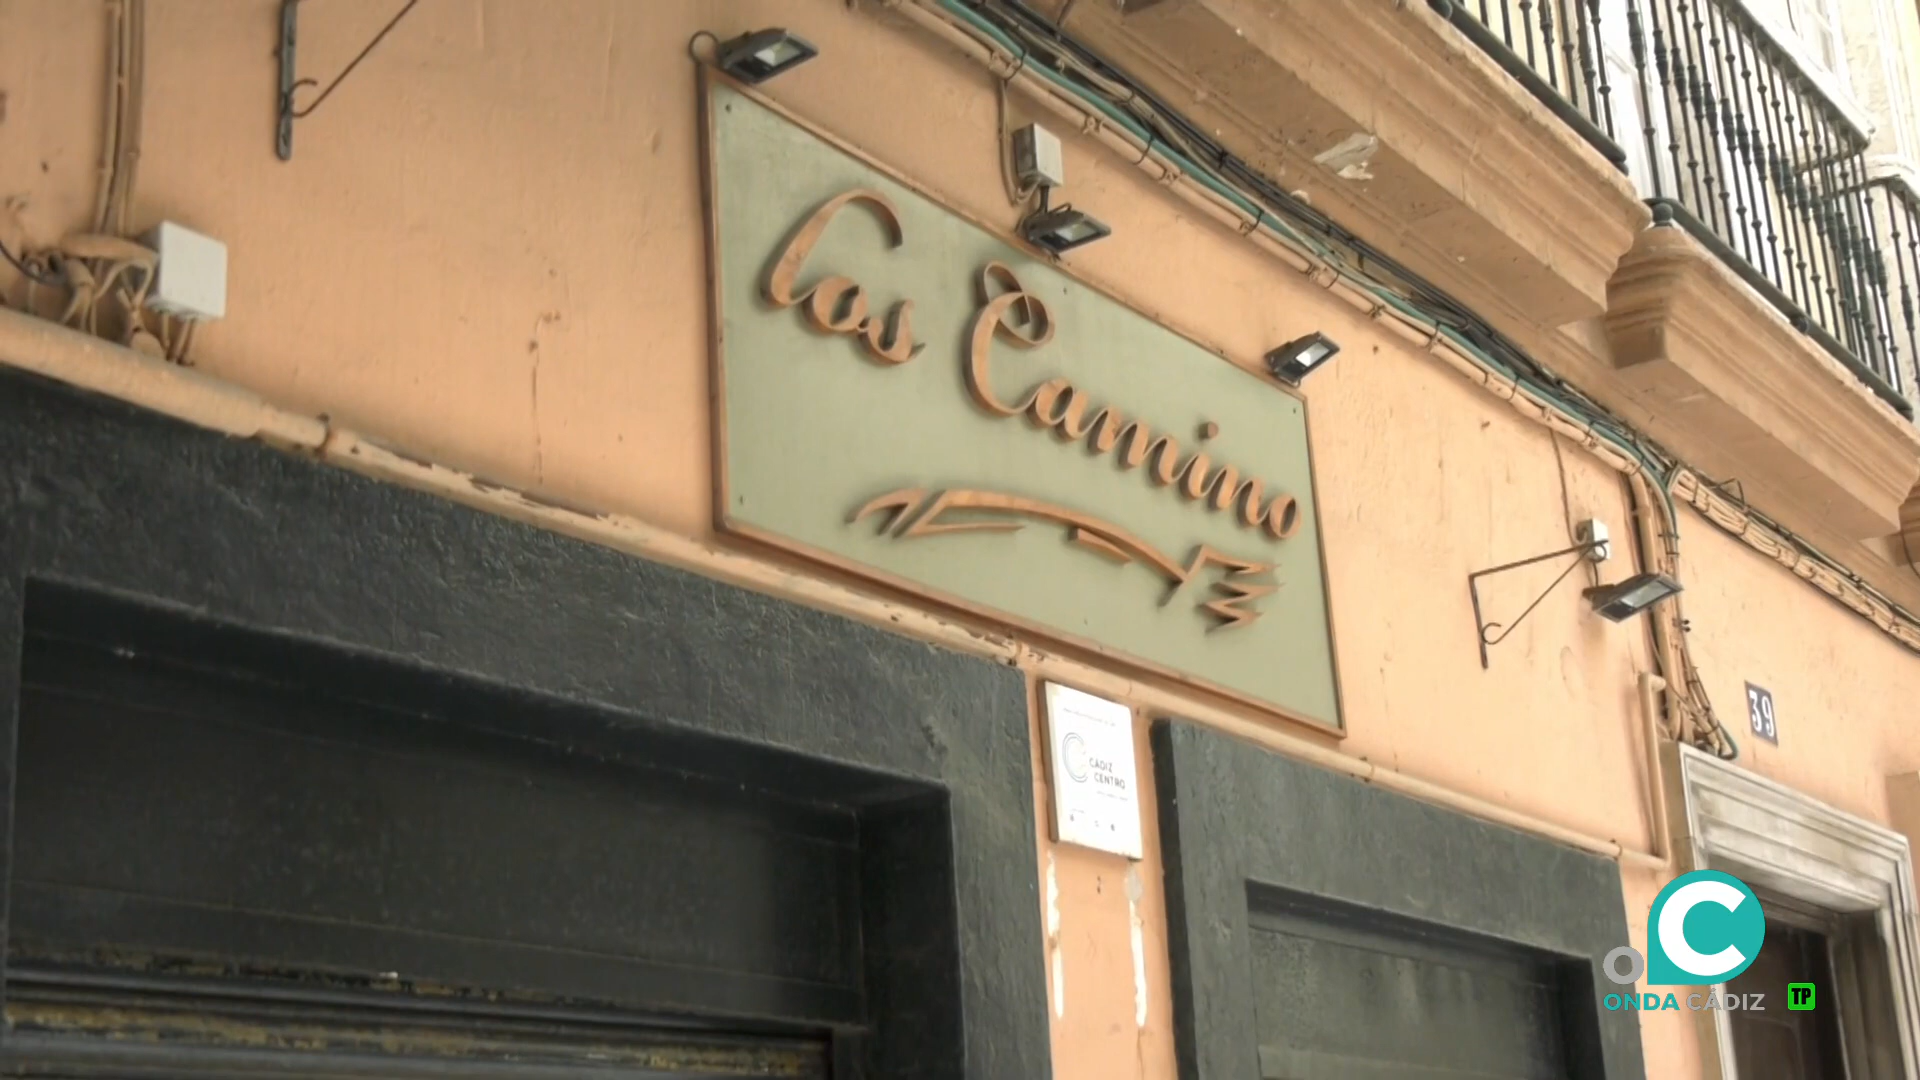 Los Camino
CÁDIZ
CENTRO
39
ONDA CÁDIZ
TP